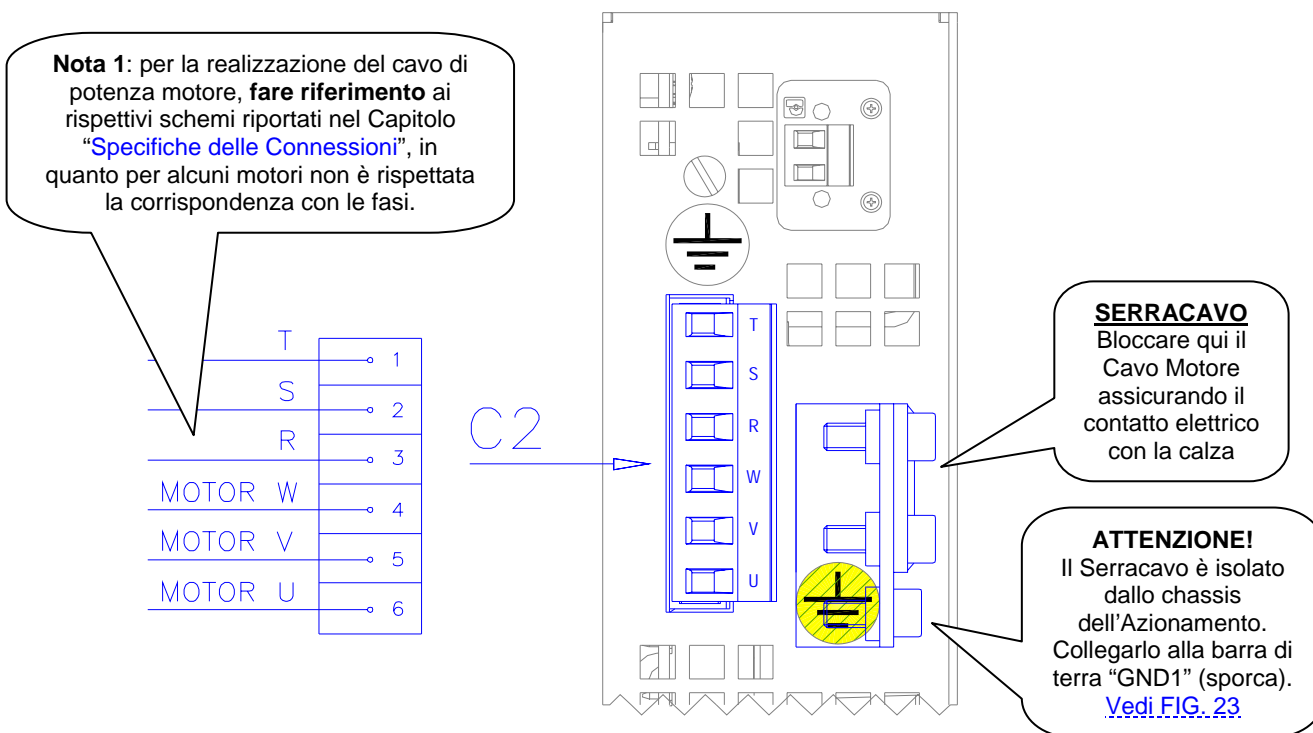 Nota 1: per la realizzazione del cavo di
potenza motore, fare riferimento ai
rispettivi schemi riportati nel Capitolo
“Specifiche delle Connessioni”, in
quanto per alcuni motori non è rispettata
la corrispondenza con le fasi.
T 1
S 2
R 3
MOTOR W 4
MOTOR V 5
MOTOR U 6
C2
T
S
R
W
V
U
SERRACAVO
Bloccare qui il
Cavo Motore
assicurando il
contatto elettrico
con la calza
ATTENZIONE!
Il Serracavo è isolato
dallo chassis
dell'Azionamento.
Collegarlo alla barra di
terra “GND1” (sporca).
Vedi FIG. 23